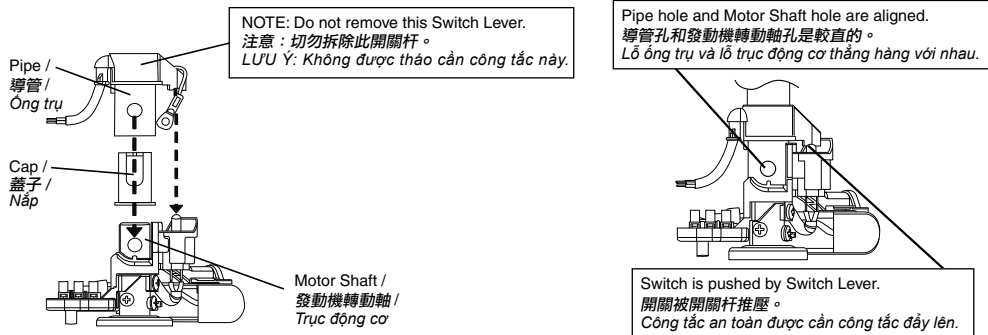 NOTE: Do not remove this Switch Lever.
注意：切勿拆除此開關杆。
LƯU Ý: Không được tháo cần công tắc này.
Pipe /
導管 /
Ống trụ
Cap /
蓋子 /
Nắp
Motor Shaft /
發動機轉動軸 /
Trục động cơ
Pipe hole and Motor Shaft hole are aligned.
導管孔和發動機轉動軸孔是較直的。
Lỗ ống trụ và lỗ trục động cơ thẳng hàng với nhau.
Switch is pushed by Switch Lever.
開關被開關杆推壓。
Công tắc an toàn được cần công tắc đẩy lên.